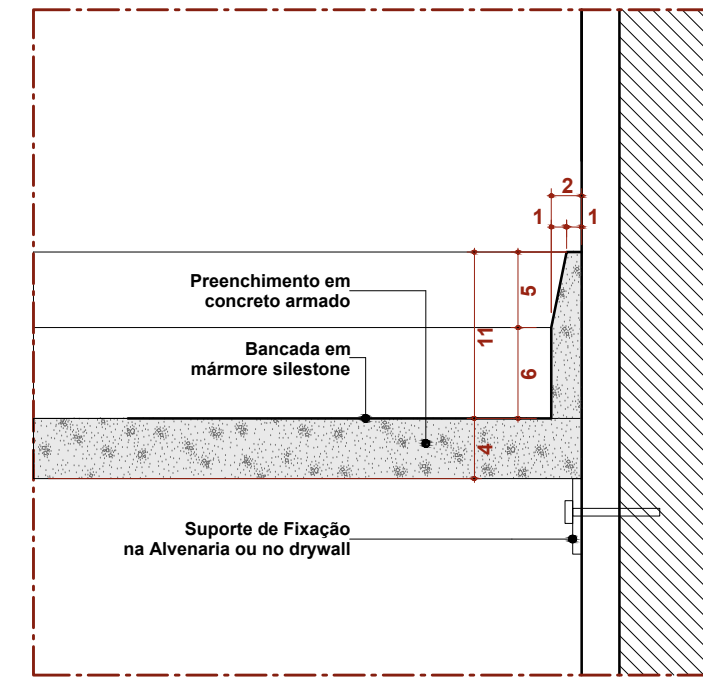 2
1 1
5
11
6
4
Preenchimento em
concreto armado
Bancada em
mármore silestone
Suporte de Fixação
na Alvenaria ou no drywall